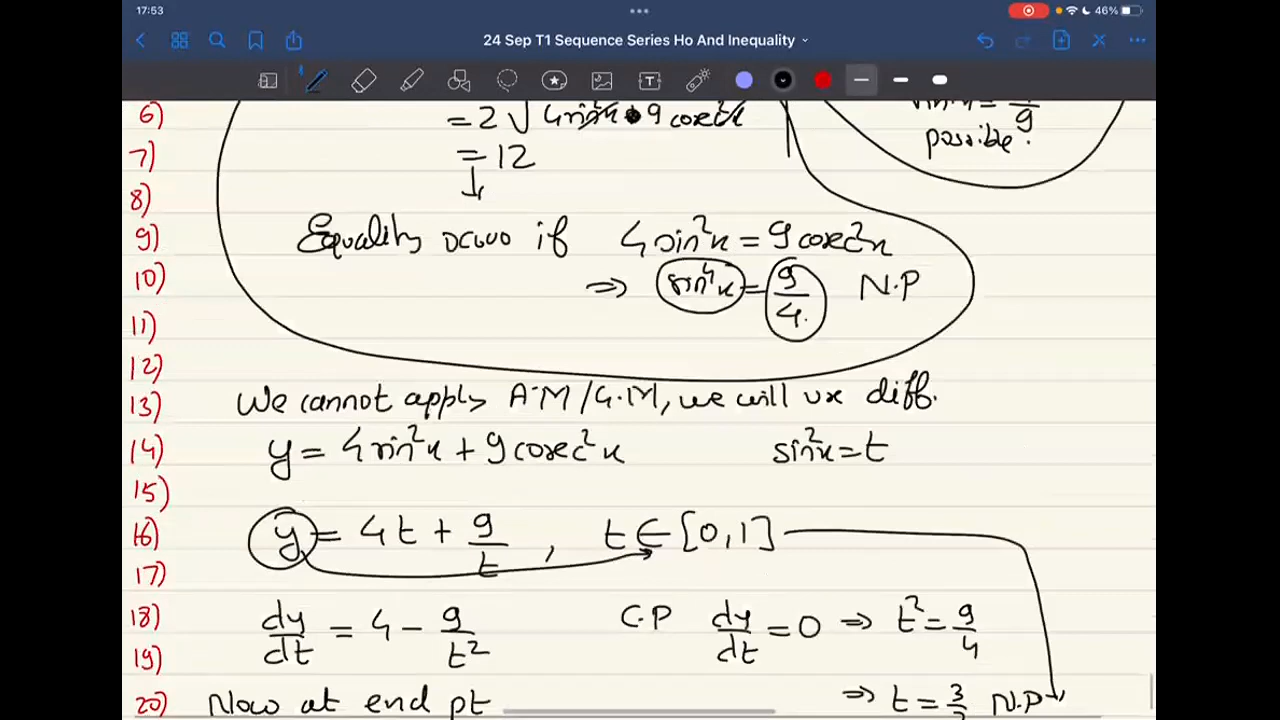 17:53
46%
24 Sep T1 Sequence Series Ho And Inequality
6) = 2√ 4sin²x • 9 cosec²x
sin²x = 9
possible.
7) = 12
8)
9) Equality occurs if 4 sin²x = 9 cosec²x
10) ⇒ sin⁴x = 9/4 N.P
11)
12)
13) We cannot apply A.M/G.M, we will use diff.
14) y = 4 sin²x + 9 cosec²x sin²x = t
15)
16) y = 4t + 9/t , t ∈ [0,1]
17)
18) dy/dt = 4 - 9/t² C.P dy/dt = 0 ⇒ t² = 9/4
19)
20) Now at end pt ⇒ t = 3/2 N.P